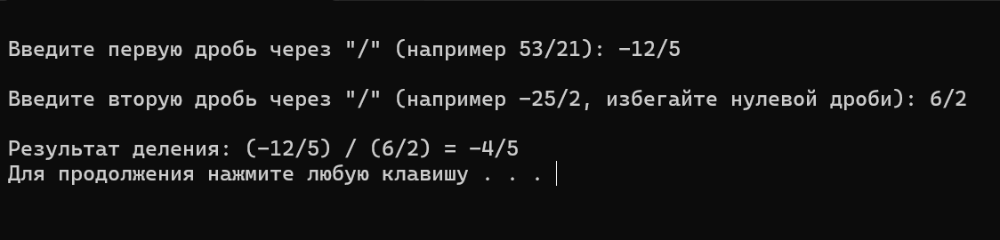 Введите первую дробь через "/" (например 53/21): -12/5
Введите вторую дробь через "/" (например -25/2, избегайте нулевой дроби): 6/2
Результат деления: (-12/5) / (6/2) = -4/5
Для продолжения нажмите любую клавишу . . .